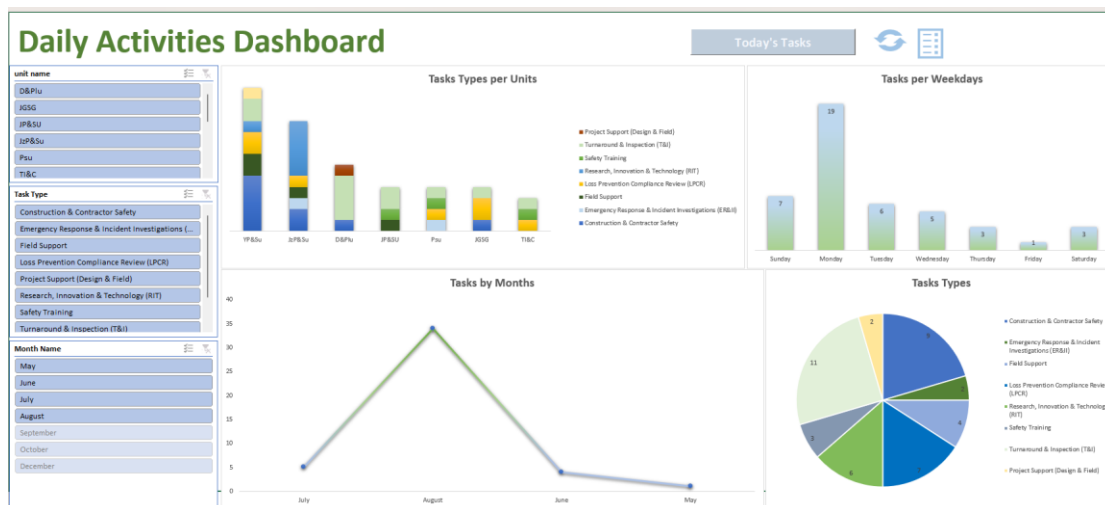 Daily Activities Dashboard
Today's Tasks
unit name
D&Plu
JGSG
JP&SU
JzP&Su
Psu
TI&C
Task Type
Construction & Contractor Safety
Emergency Response & Incident Investigations (...
Field Support
Loss Prevention Compliance Review (LPCR)
Project Support (Design & Field)
Research, Innovation & Technology (RIT)
Safety Training
Turnaround & Inspection (T&I)
Month Name
May
June
July
August
September
October
December
Tasks Types per Units
Project Support (Design & Field)
Turnaround & Inspection (T&I)
Safety Training
Research, Innovation & Technology (RIT)
Loss Prevention Compliance Review (LPCR)
Field Support
Emergency Response & Incident Investigations (ER&II)
Construction & Contractor Safety
YP&Su JzP&Su D&Plu JP&SU Psu JGSG TI&C
Tasks per Weekdays
7 19 6 5 3 1 3
Sunday Monday Tuesday Wednesday Thursday Friday Saturday
Tasks by Months
40
35
30
25
20
15
10
5
0
July August June May
Tasks Types
2
9
11
4
6
Construction & Contractor Safety
Emergency Response & Incident
Investigations (ER&II)
Field Support
Loss Prevention Compliance Review
(LPCR)
Research, Innovation & Technology
(RIT)
Safety Training
Turnaround & Inspection (T&I)
Project Support (Design & Field)